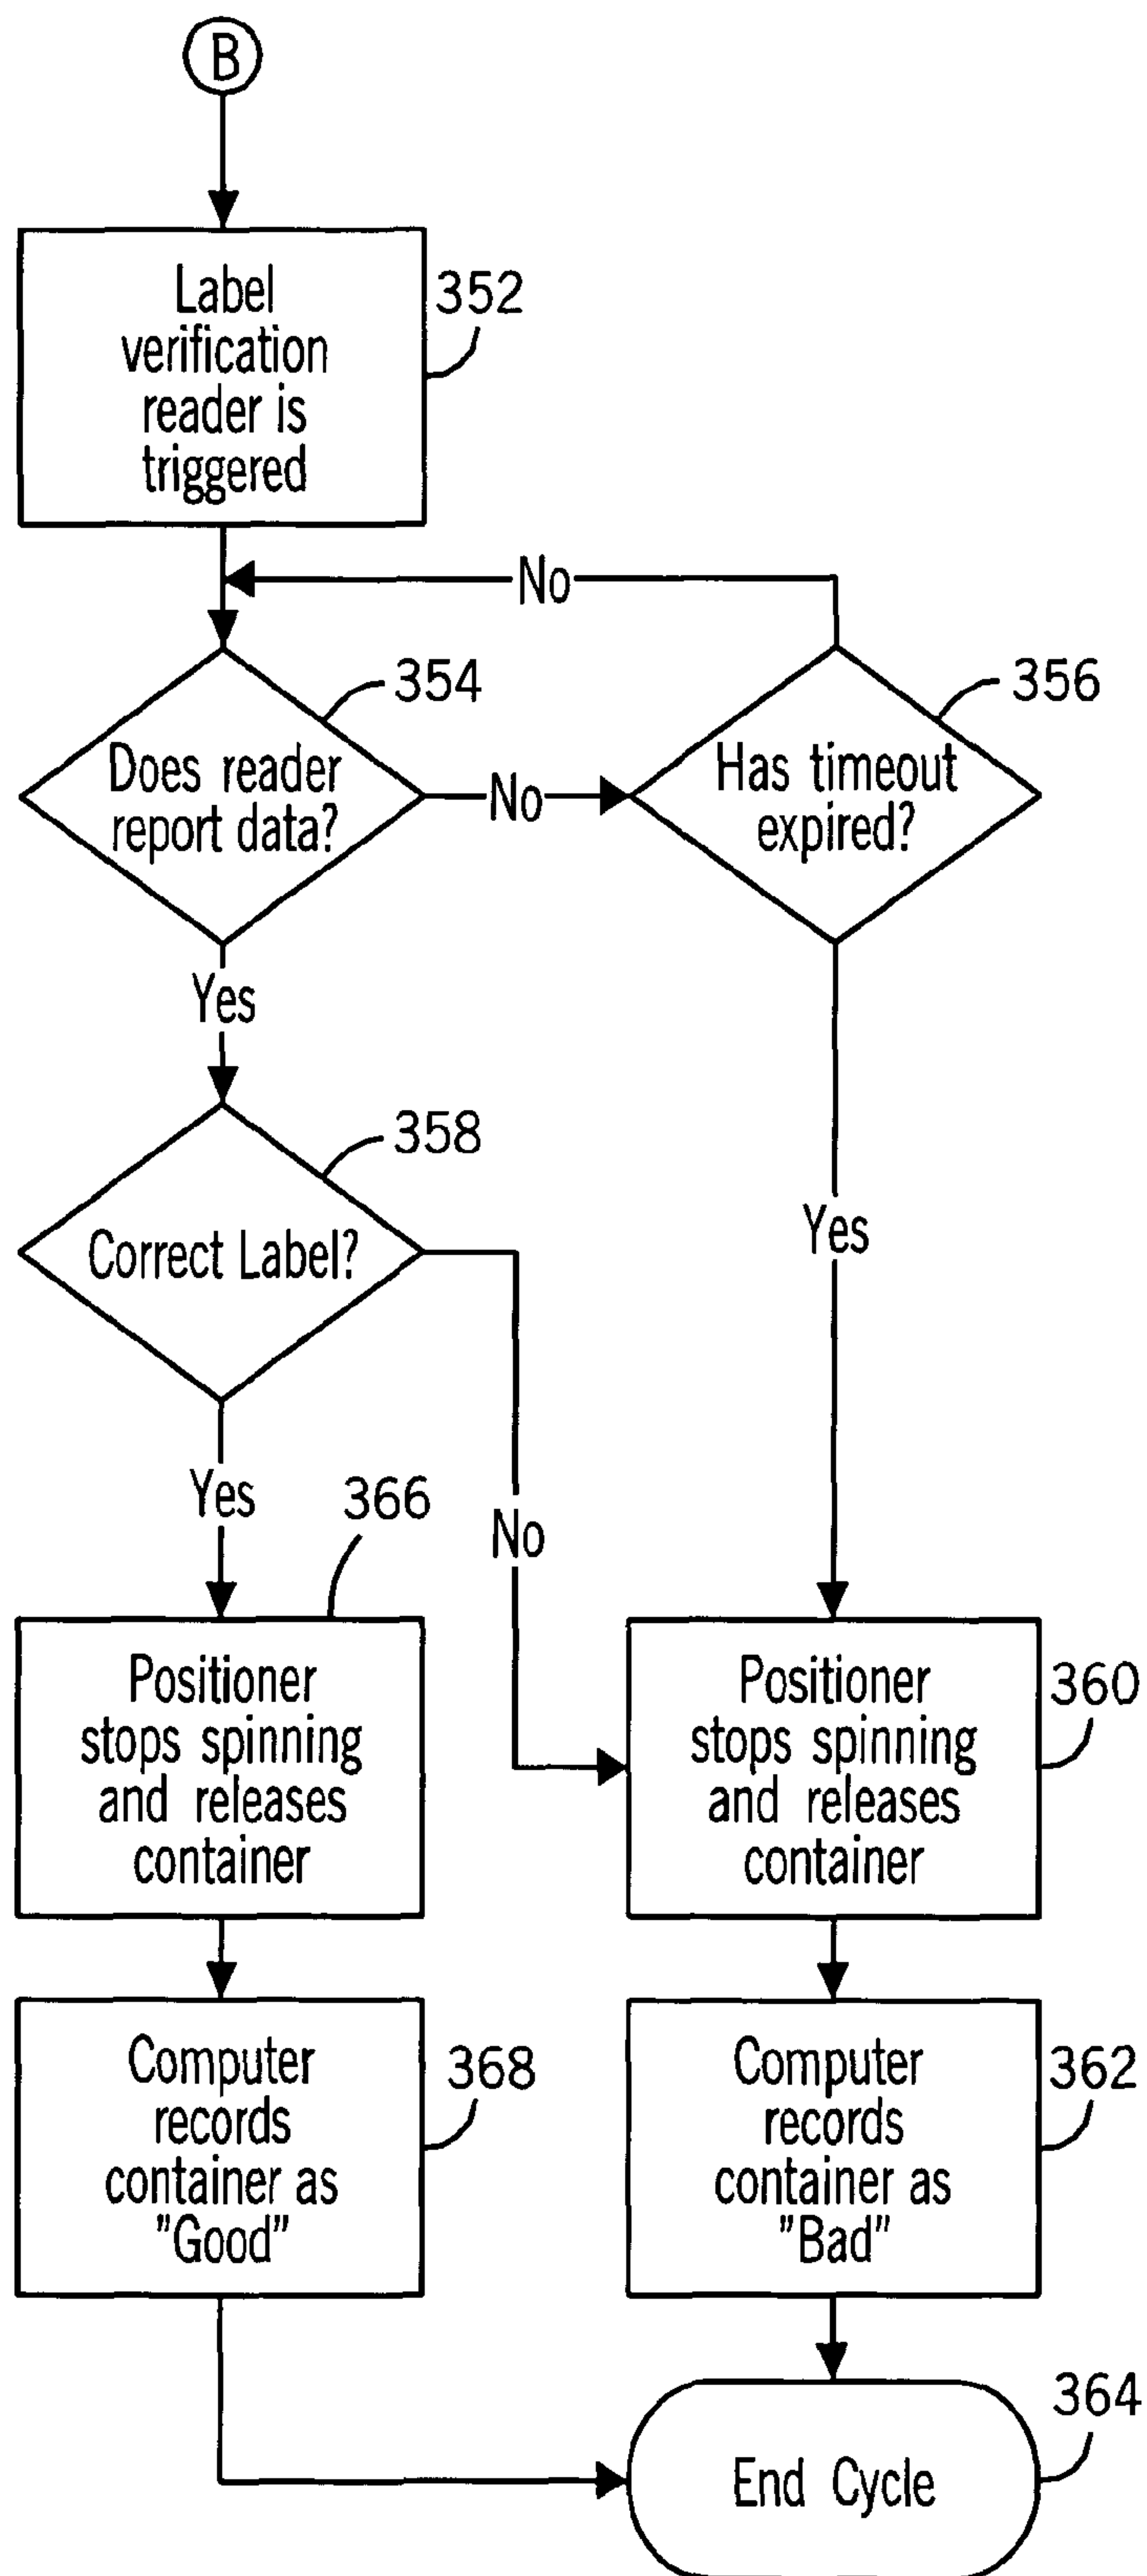 B
Label
verification
reader is
triggered
352
No
354
Does reader
report data?
No
356
Has timeout
expired?
Yes
358
Correct Label?
Yes
Yes
No
366
Positioner
stops spinning
and releases
container
Positioner
stops spinning
and releases
container
360
Computer
records
container as
"Good"
368
Computer
records
container as
"Bad"
362
364
End Cycle